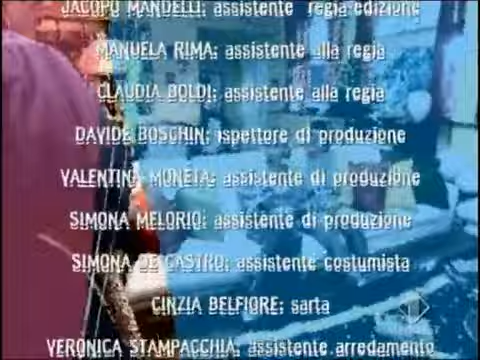 JACOPO MANDELLI: assistente regia edizione
MANUELA RIMA: assistente alla regia
CLAUDIA BOLDI: assistente alla regia
DAVIDE BOSCHIN: ispettore di produzione
VALENTINA MONETA: assistente di produzione
SIMONA MELORIO: assistente di produzione
SIMONA DE CASTRO: assistente costumista
CINZIA BELFIORE: sarta
VERONICA STAMPACCHIA: assistente arredamento